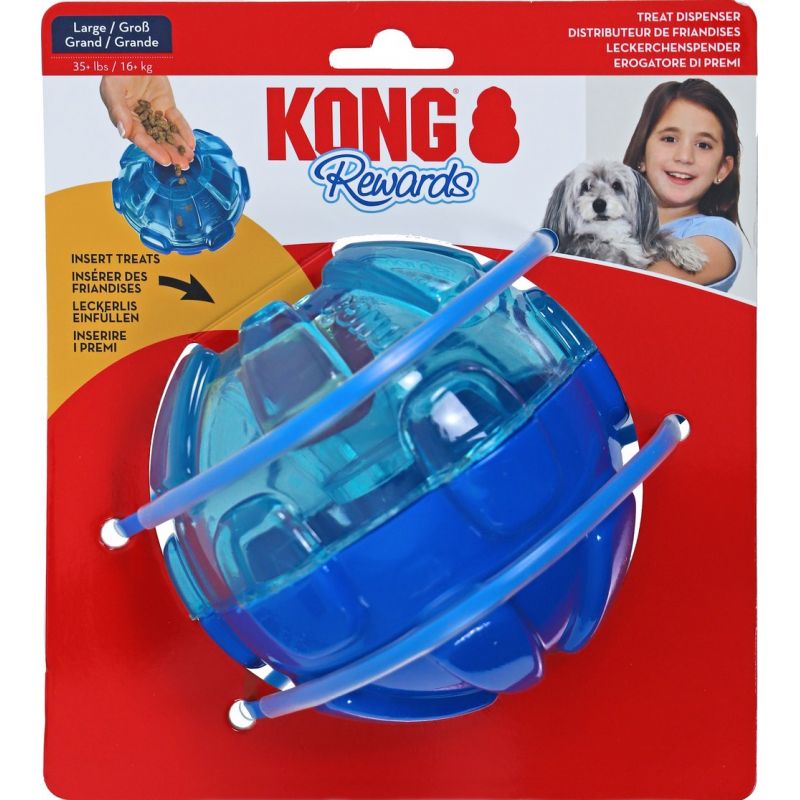 Large / Groß
Grand / Grande
35+ lbs / 16+ kg
TREAT DISPENSER
DISTRIBUTEUR DE FRIANDISES
LECKERCHENSPENDER
EROGATORE DI PREMI
KONG®
Rewards
INSERT TREATS
INSÉRER DES
FRIANDISES
LECKERLIS
EINFÜLLEN
INSERIRE
I PREMI